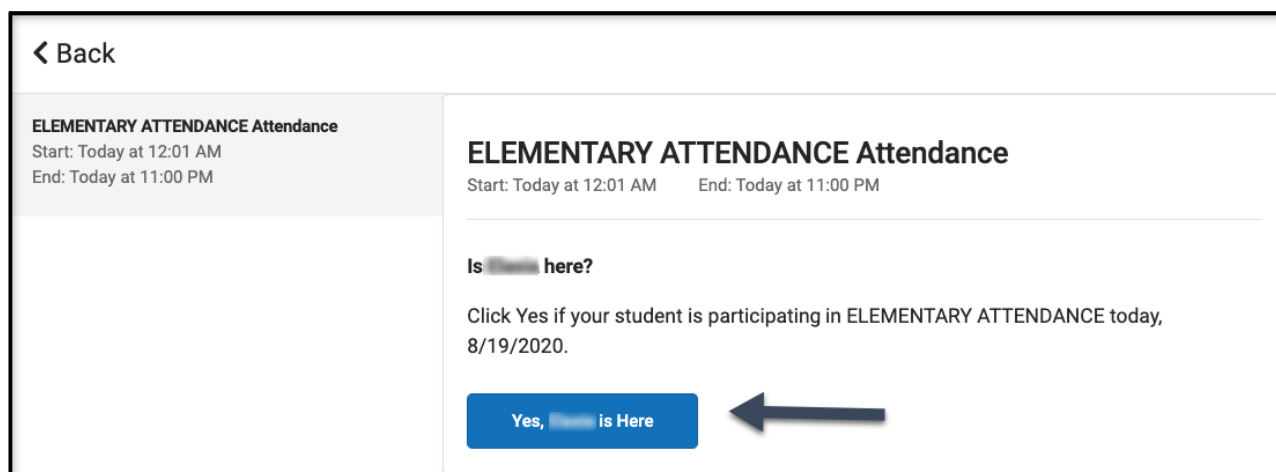 Back
ELEMENTARY ATTENDANCE Attendance
Start: Today at 12:01 AM
End: Today at 11:00 PM
ELEMENTARY ATTENDANCE Attendance
Start: Today at 12:01 AM End: Today at 11:00 PM
Is here?
Click Yes if your student is participating in ELEMENTARY ATTENDANCE today,
8/19/2020.
Yes, is Here